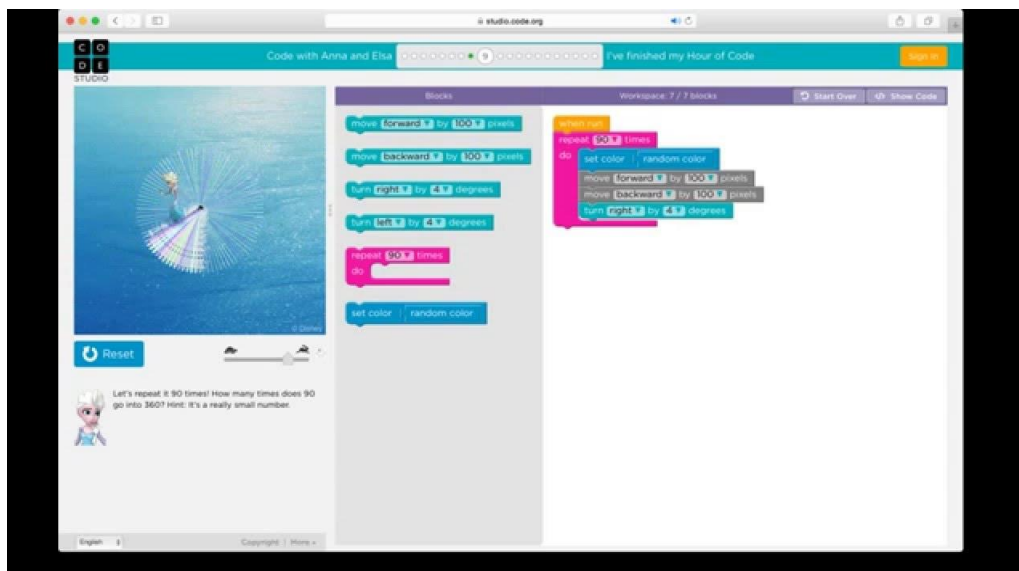 studio.code.org
C O
D E
STUDIO
Code with Anna and Elsa
9
I've finished my Hour of Code
Sign in
Blocks
Workspace: 7 / 7 blocks
Start Over
Show Code
move forward by 100 pixels
move backward by 100 pixels
turn right by 4 degrees
turn left by 4 degrees
repeat 90 times
do
set color random color
when run
repeat 90 times
do
set color random color
move forward by 100 pixels
move backward by 100 pixels
turn right by 4 degrees
© Disney
Reset
Let's repeat it 90 times! How many times does 90
go into 360? Hint: It's a really small number.
English
Copyright | More